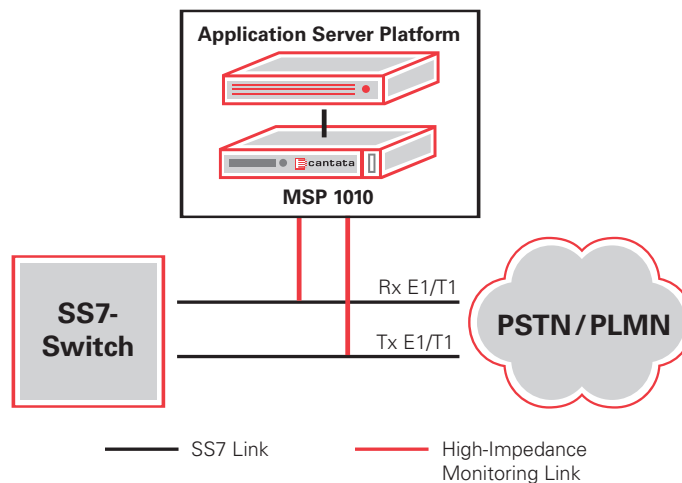 Application Server Platform
cantata
MSP 1010
Rx E1/T1
SS7-
Switch
PSTN/PLMN
Tx E1/T1
SS7 Link
High-Impedance
Monitoring Link